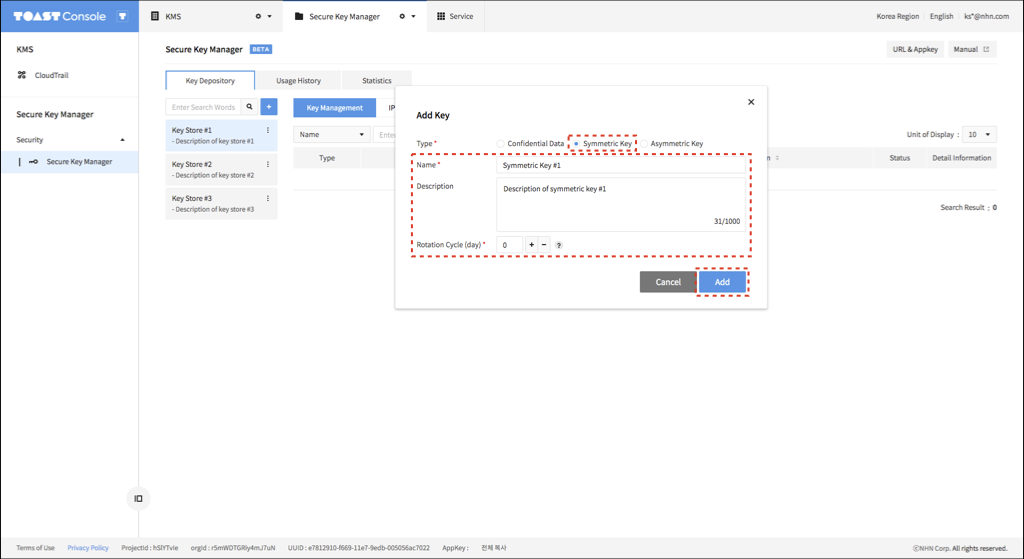 TOAST Console
KMS
Secure Key Manager
Service
Korea Region
English
ks*@nhn.com
KMS
CloudTrail
Secure Key Manager
Security
Secure Key Manager
Secure Key Manager BETA
URL & Appkey
Manual
Key Depository
Usage History
Statistics
Enter Search Words
+
Key Store #1
- Description of key store #1
Key Store #2
- Description of key store #2
Key Store #3
- Description of key store #3
Key Management
IP
Name
Enter
Unit of Display :
10
Type
Status
Detail Information
Search Result : 0
Add Key
Type *
Confidential Data
Symmetric Key
Asymmetric Key
Name *
Symmetric Key #1
Description
Description of symmetric key #1
31/1000
Rotation Cycle (day) *
0
+
−
?
Cancel
Add
Terms of Use
Privacy Policy
ProjectId : hSlYTvie
orgId : r5mWDTGRiy4mJ7uN
UUID : e7812910-f669-11e7-9edb-005056ac7022
AppKey :
전체 복사
ⓒNHN Corp. All rights reserved.